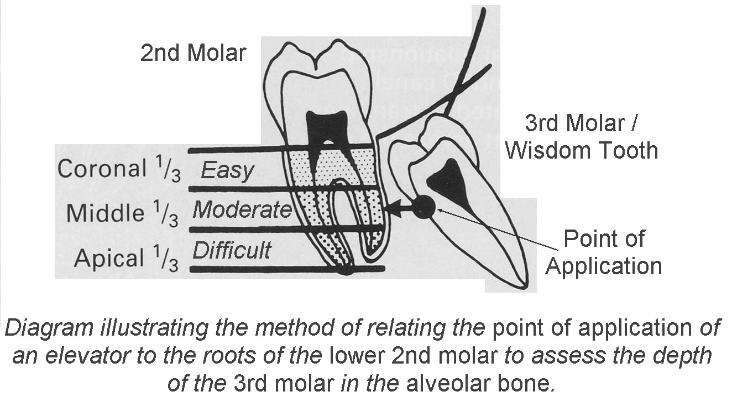 2nd Molar
3rd Molar /
Wisdom Tooth
Coronal 1/3 Easy
Middle 1/3 Moderate
Apical 1/3 Difficult
Point of
Application
Diagram illustrating the method of relating the point of application of
an elevator to the roots of the lower 2nd molar to assess the depth
of the 3rd molar in the alveolar bone.